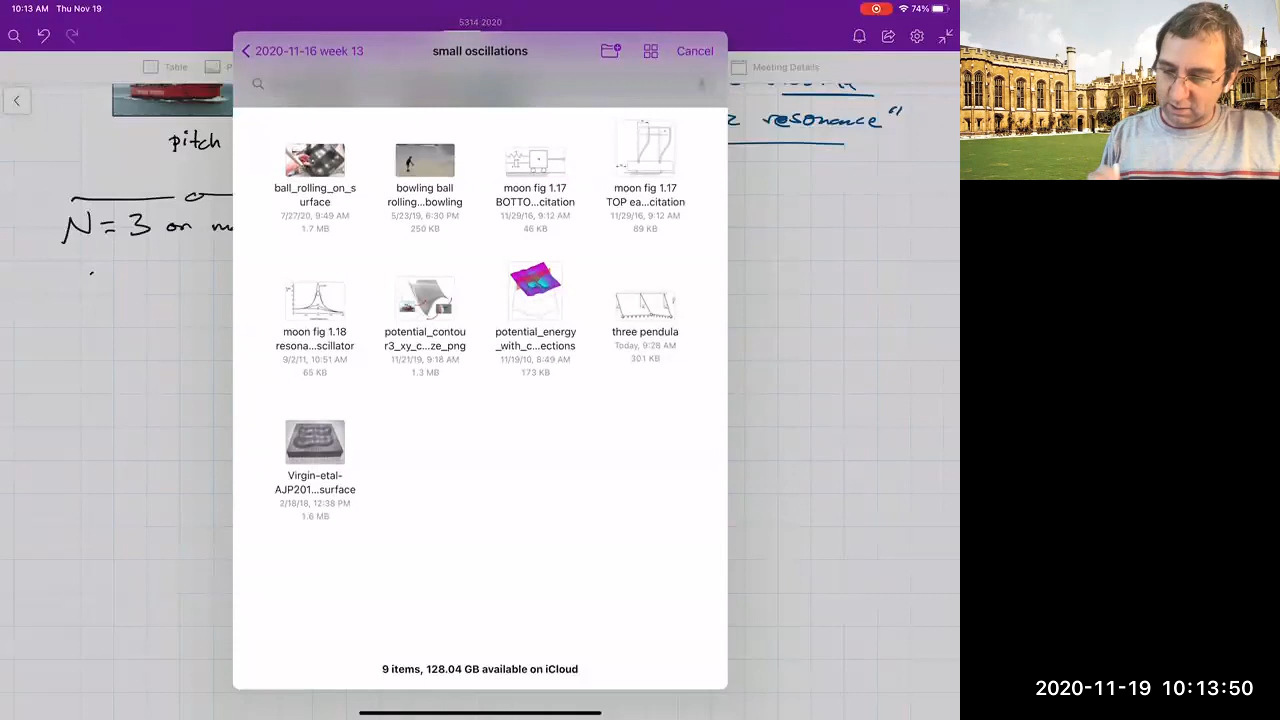 10:13 AM Thu Nov 19
74%
5314 2020
2020-11-16 week 13
small oscillations
Cancel
Table
Meeting Details
resonance"
pitch
N = 3 on
ball_rolling_on_s
urface
7/27/20, 9:49 AM
1.7 MB
bowling ball
rolling...bowling
5/23/19, 6:30 PM
250 KB
moon fig 1.17
BOTTO...citation
11/29/16, 9:12 AM
46 KB
moon fig 1.17
TOP ea...citation
11/29/16, 9:12 AM
89 KB
moon fig 1.18
resona...scillator
9/2/11, 10:51 AM
65 KB
potential_contou
r3_xy_c...ze_png
11/21/19, 9:18 AM
1.3 MB
potential_energy
_with_c...ections
11/19/10, 8:49 AM
173 KB
three pendula
Today, 9:28 AM
301 KB
Virgin-etal-
AJP201...surface
2/18/18, 12:38 PM
1.6 MB
9 items, 128.04 GB available on iCloud
2020-11-19 10:13:50